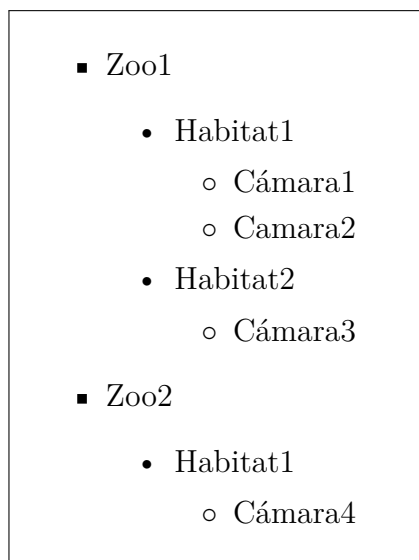 Zoo1
Habitat1
Cámara1
Camara2
Habitat2
Cámara3
Zoo2
Habitat1
Cámara4